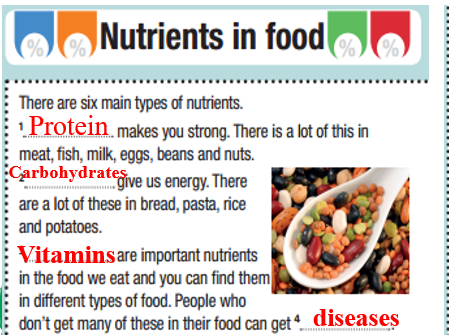 % % Nutrients in food % %
There are six main types of nutrients.
1 Protein makes you strong. There is a lot of this in
meat, fish, milk, eggs, beans and nuts.
2 Carbohydrates give us energy. There
are a lot of these in bread, pasta, rice
and potatoes.
Vitamins are important nutrients
in the food we eat and you can find them
in different types of food. People who
don't get many of these in their food can get 4 diseases.